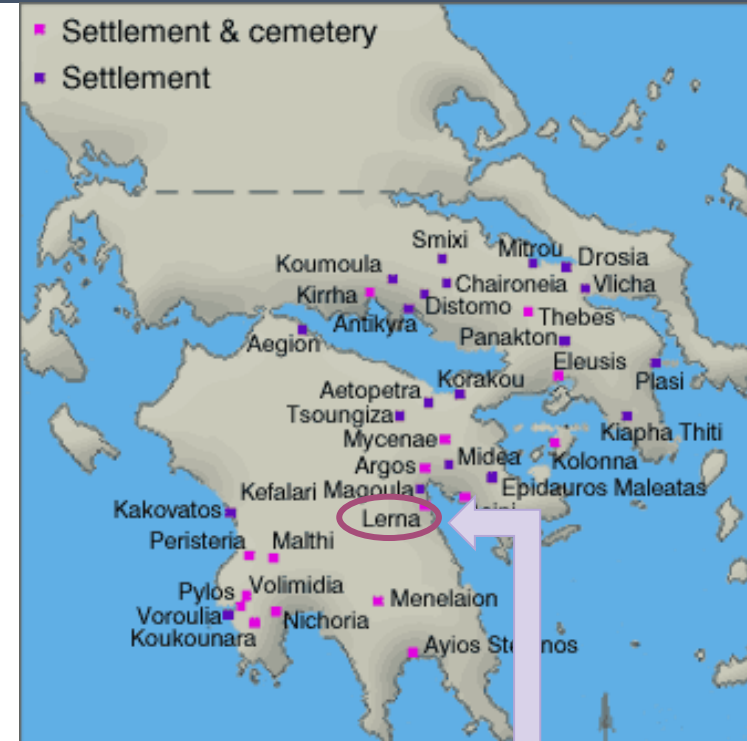 Settlement & cemetery
Settlement
Smixi
Mitrou
Drosia
Koumoula
Chaironeia
Vlicha
Kirrha
Distomo
Thebes
Antikyra
Panakton
Aegion
Eleusis
Plasi
Aetopetra
Korakou
Tsoungiza
Kiapha Thiti
Mycenae
Kolonna
Argos
Midea
Kefalari Magoula
Epidauros Maleatas
Kakovatos
Lerna
Peristeria
Malthi
Pylos
Volimidia
Menelaion
Voroulia
Nichoria
Koukounara
Ayios